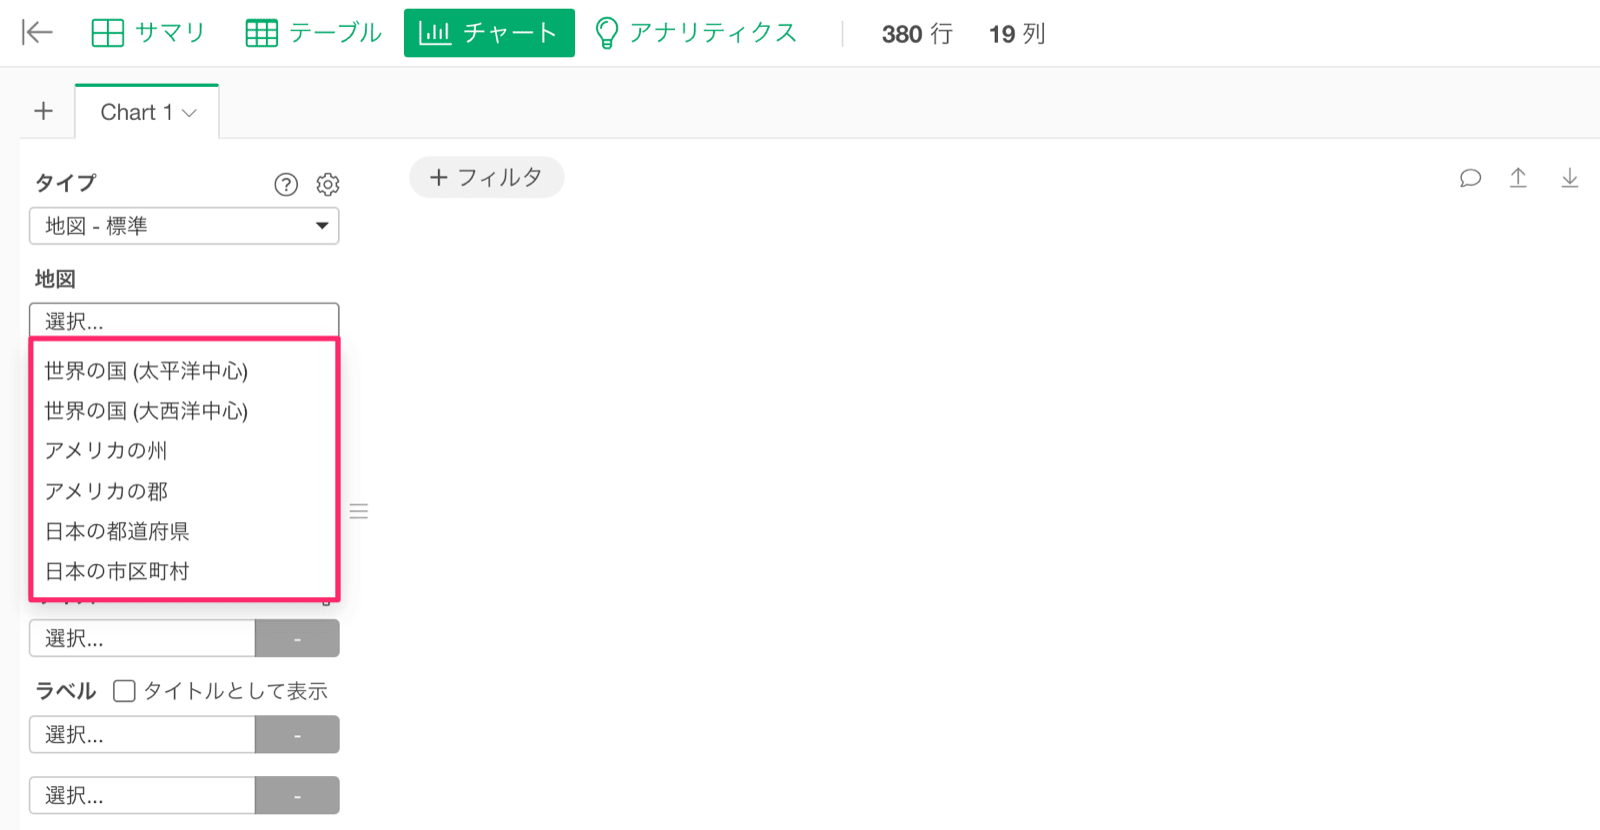 サマリ テーブル チャート アナリティクス 380 行 19 列
+ Chart 1
タイプ
地図 - 標準
+ フィルタ
地図
選択...
世界の国 (太平洋中心)
世界の国 (大西洋中心)
アメリカの州
アメリカの郡
日本の都道府県
日本の市区町村
選択... -
ラベル タイトルとして表示
選択... -
選択... -